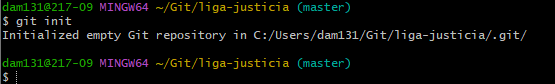 dam131@217-09 MINGW64 ~/Git/liga-justicia (master)
$ git init
Initialized empty Git repository in C:/Users/dam131/Git/liga-justicia/.git/
dam131@217-09 MINGW64 ~/Git/liga-justicia (master)
$